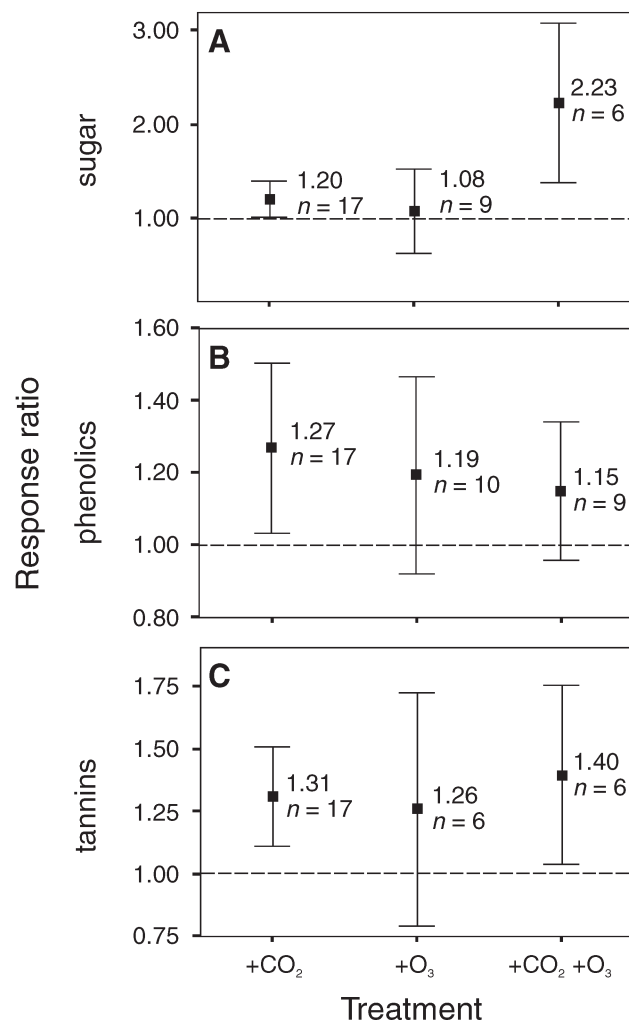 A
3.00
2.00
1.00
sugar
1.20
n = 17
1.08
n = 9
2.23
n = 6
B
1.60
1.40
1.20
1.00
0.80
phenolics
1.27
n = 17
1.19
n = 10
1.15
n = 9
Response ratio
C
1.75
1.50
1.25
1.00
0.75
tannins
1.31
n = 17
1.26
n = 6
1.40
n = 6
+CO₂
+O₃
+CO₂ +O₃
Treatment